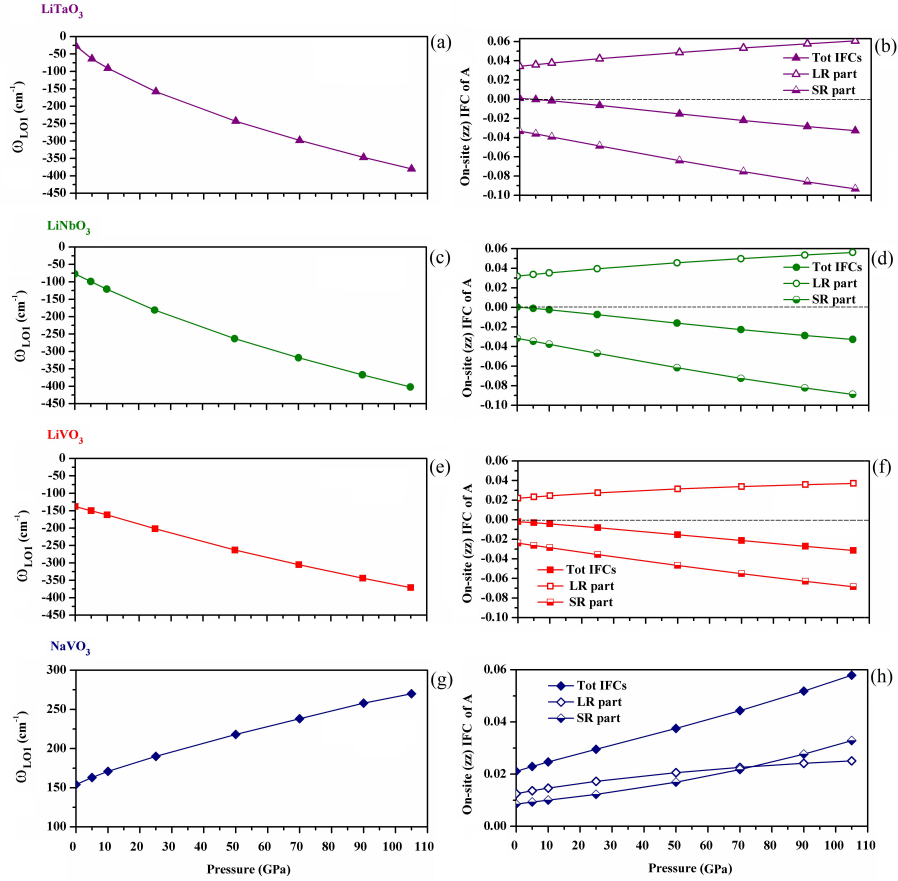 LiTaO3
0
-50
-100
-150
-200
-250
-300
-350
-400
-450
ωLO1 (cm-1)
(a)
0.06
0.04
0.02
0.00
-0.02
-0.04
-0.06
-0.08
-0.10
On-site (zz) IFC of A
Tot IFCs
LR part
SR part
(b)
LiNbO3
0
-50
-100
-150
-200
-250
-300
-350
-400
-450
ωLO1 (cm-1)
(c)
0.06
0.04
0.02
0.00
-0.02
-0.04
-0.06
-0.08
-0.10
On-site (zz) IFC of A
Tot IFCs
LR part
SR part
(d)
LiVO3
0
-50
-100
-150
-200
-250
-300
-350
-400
-450
ωLO1 (cm-1)
(e)
0.06
0.04
0.02
0.00
-0.02
-0.04
-0.06
-0.08
-0.10
On-site (zz) IFC of A
Tot IFCs
LR part
SR part
(f)
NaVO3
300
250
200
150
100
ωLO1 (cm-1)
(g)
0 10 20 30 40 50 60 70 80 90 100 110
Pressure (GPa)
0.06
0.04
0.02
0.00
On-site (zz) IFC of A
Tot IFCs
LR part
SR part
(h)
0 10 20 30 40 50 60 70 80 90 100 110
Pressure (GPa)